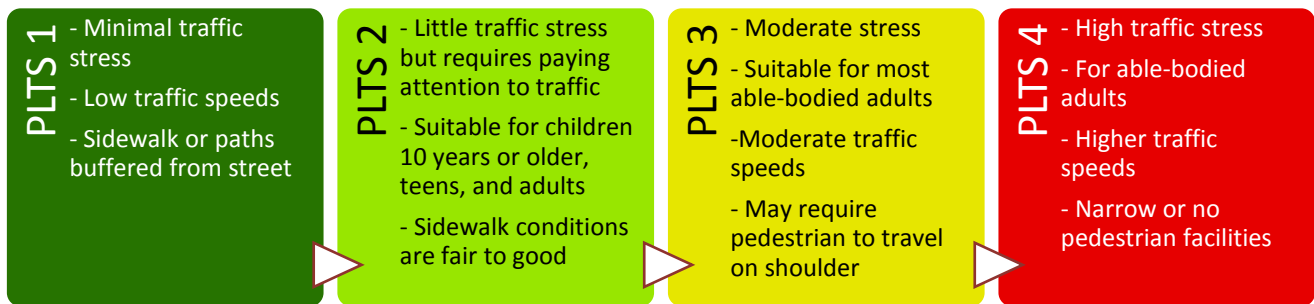 PLTS 1
- Minimal traffic
stress
- Low traffic speeds
- Sidewalk or paths
buffered from street
PLTS 2
- Little traffic stress
but requires paying
attention to traffic
- Suitable for children
10 years or older,
teens, and adults
- Sidewalk conditions
are fair to good
PLTS 3
- Moderate stress
- Suitable for most
able-bodied adults
-Moderate traffic
speeds
- May require
pedestrian to travel
on shoulder
PLTS 4
- High traffic stress
- For able-bodied
adults
- Higher traffic
speeds
- Narrow or no
pedestrian facilities